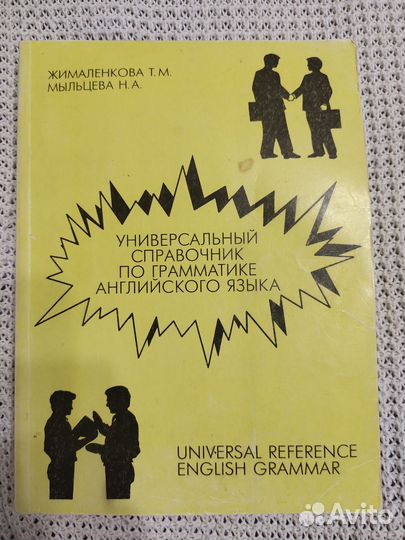 ЖИМАЛЕНКОВА Т.М.
МЫЛЬЦЕВА Н.А.
УНИВЕРСАЛЬНЫЙ
СПРАВОЧНИК
ПО ГРАММАТИКЕ
АНГЛИЙСКОГО ЯЗЫКА
UNIVERSAL REFERENCE
ENGLISH GRAMMAR
Avito